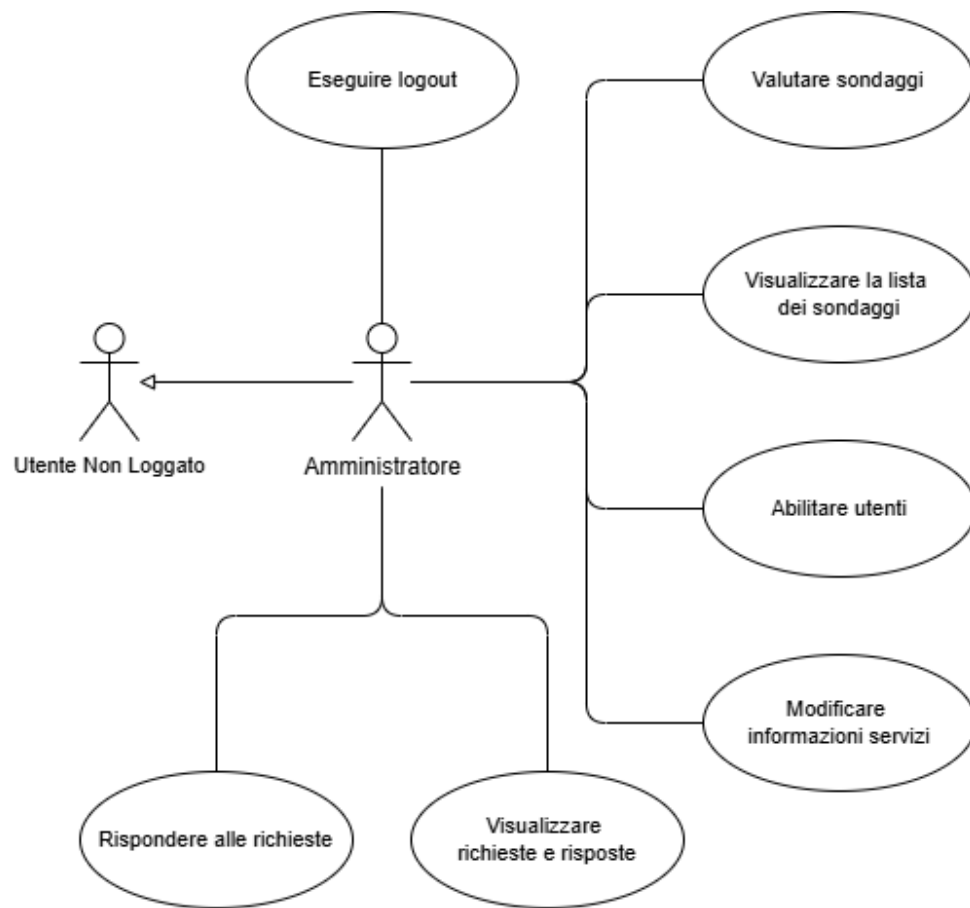 Eseguire logout
Valutare sondaggi
Visualizzare la lista
dei sondaggi
Utente Non Loggato
Amministratore
Abilitare utenti
Modificare
informazioni servizi
Rispondere alle richieste
Visualizzare
richieste e risposte